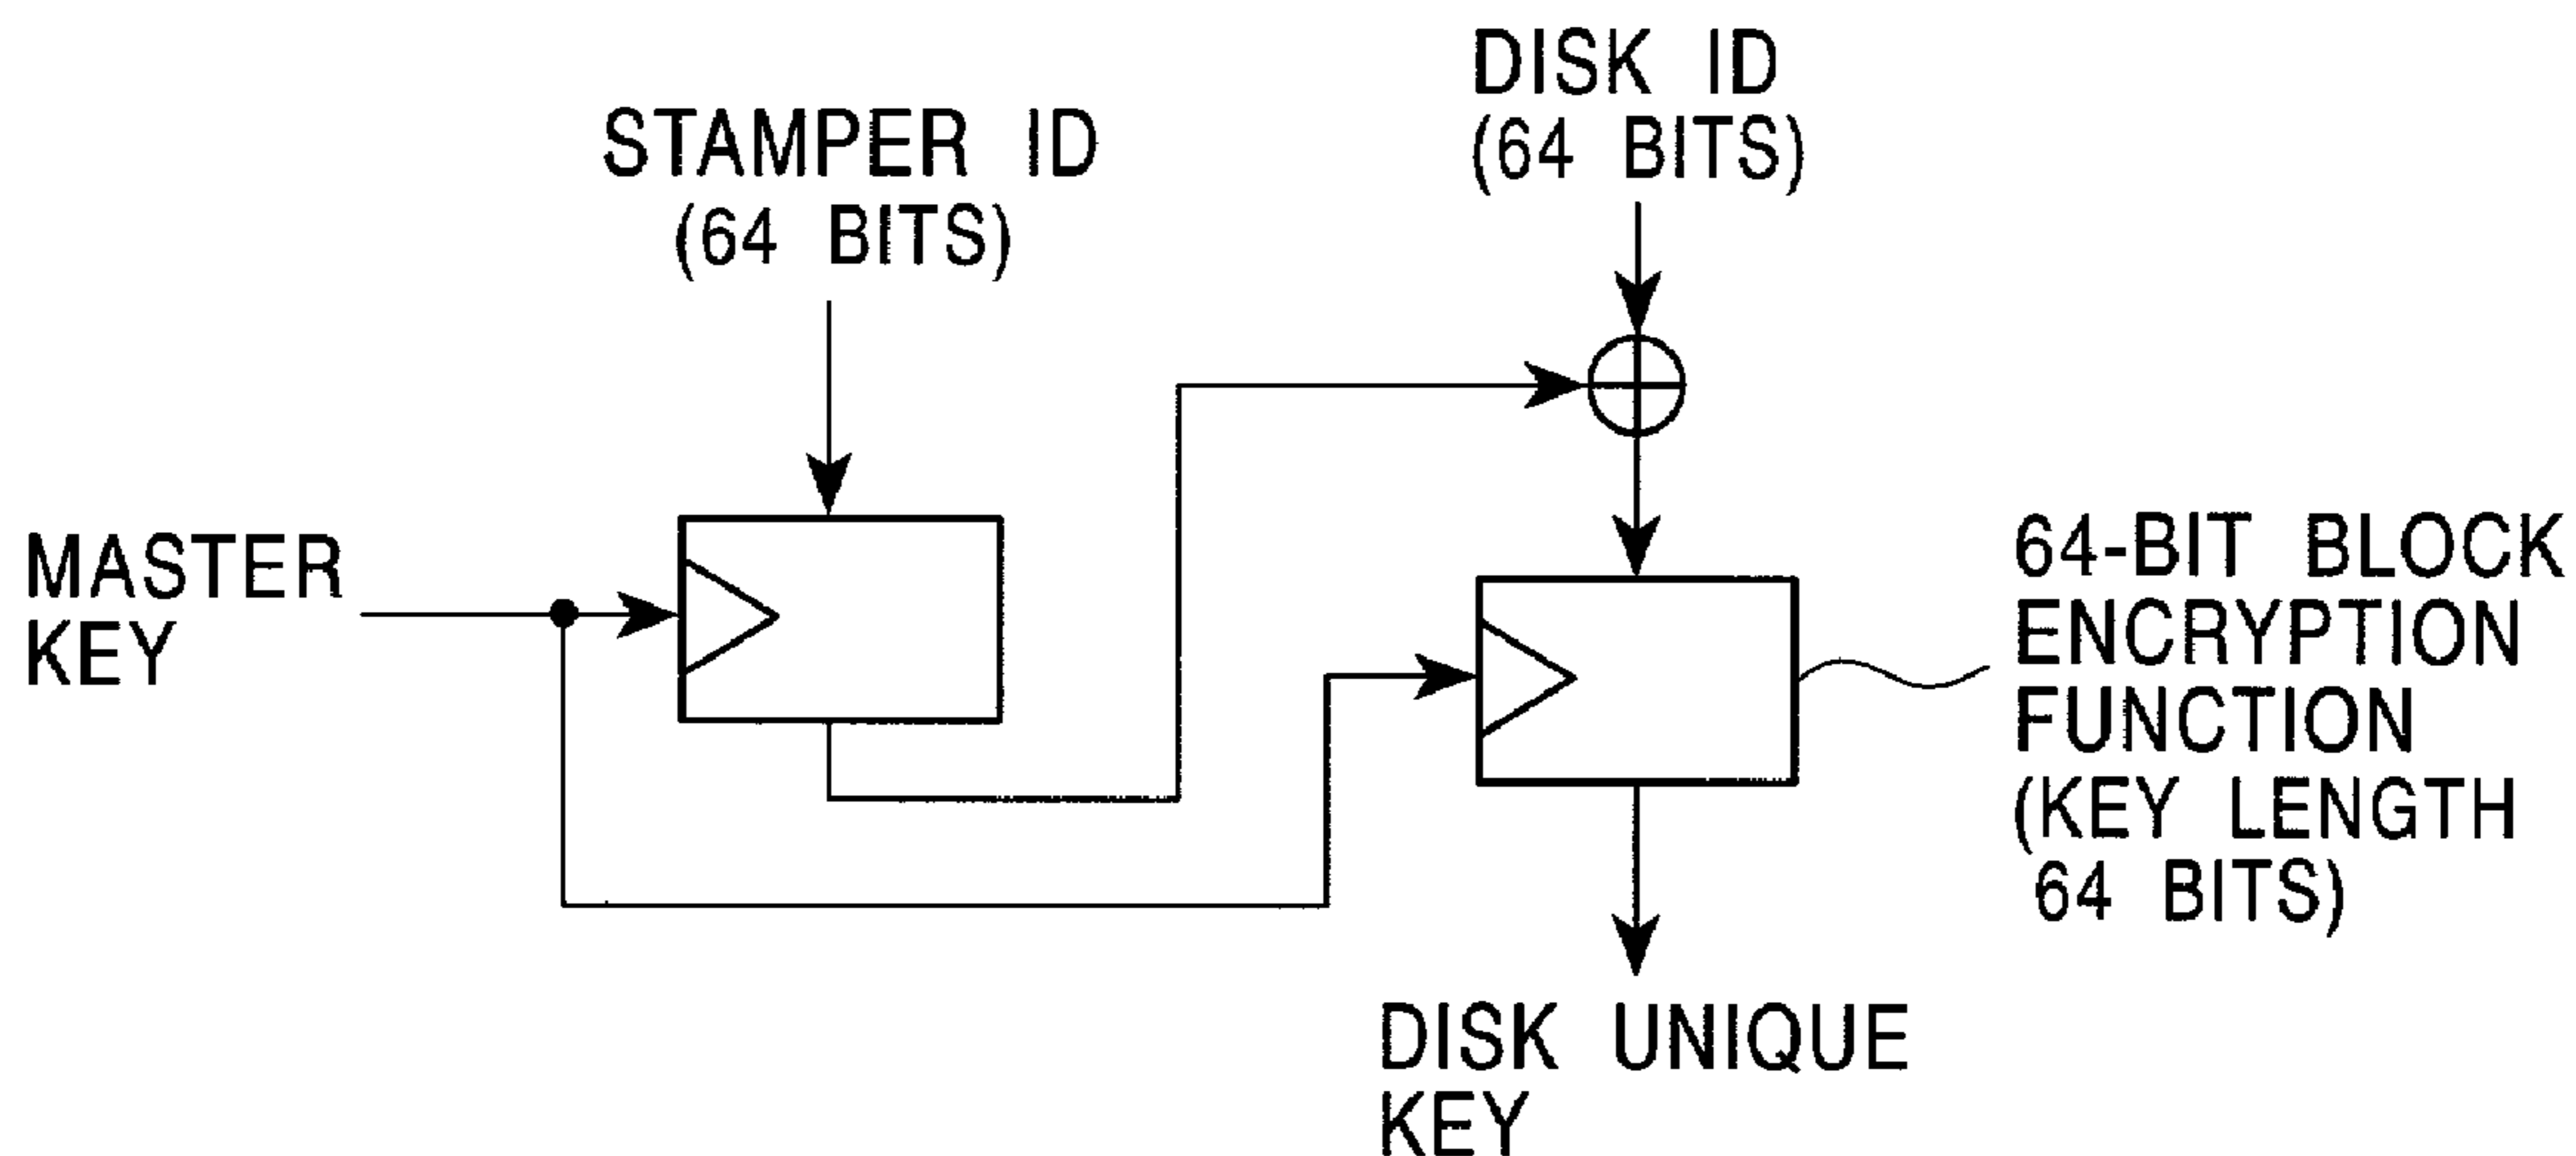 DISK ID
(64 BITS)
STAMPER ID
(64 BITS)
MASTER
KEY
64-BIT BLOCK
ENCRYPTION
FUNCTION
(KEY LENGTH
64 BITS)
DISK UNIQUE
KEY